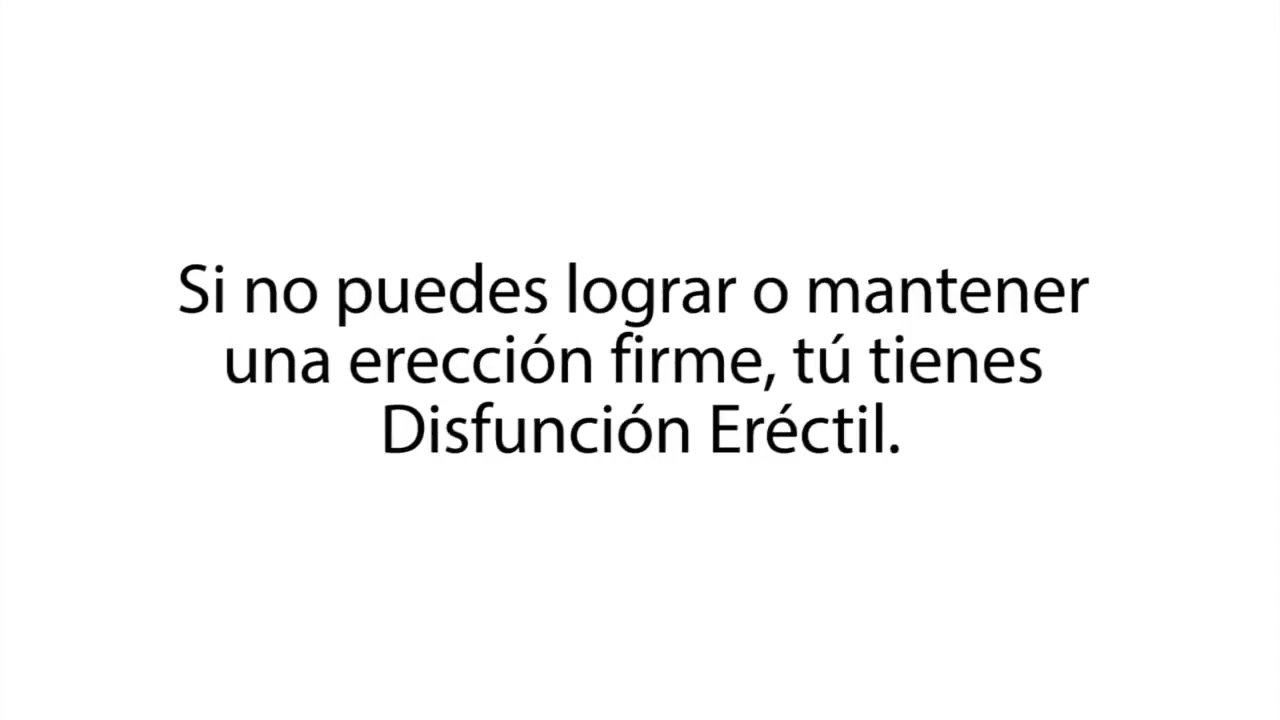 Si no puedes lograr o mantener
una erección firme, tú tienes
Disfunción Eréctil.